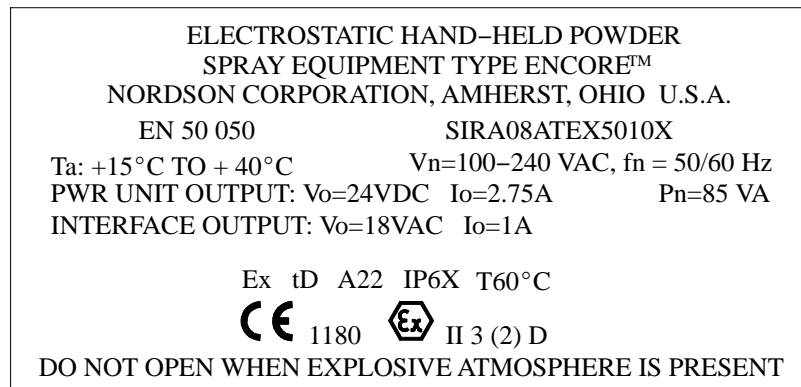 ELECTROSTATIC HAND−HELD POWDER
SPRAY EQUIPMENT TYPE ENCORE™
NORDSON CORPORATION, AMHERST, OHIO U.S.A.
EN 50 050 SIRA08ATEX5010X
Ta: +15°C TO + 40°C Vn=100−240 VAC, fn = 50/60 Hz
PWR UNIT OUTPUT: Vo=24VDC Io=2.75A Pn=85 VA
INTERFACE OUTPUT: Vo=18VAC Io=1A
Ex tD A22 IP6X T60°C
CE 1180 Ex II 3 (2) D
DO NOT OPEN WHEN EXPLOSIVE ATMOSPHERE IS PRESENT